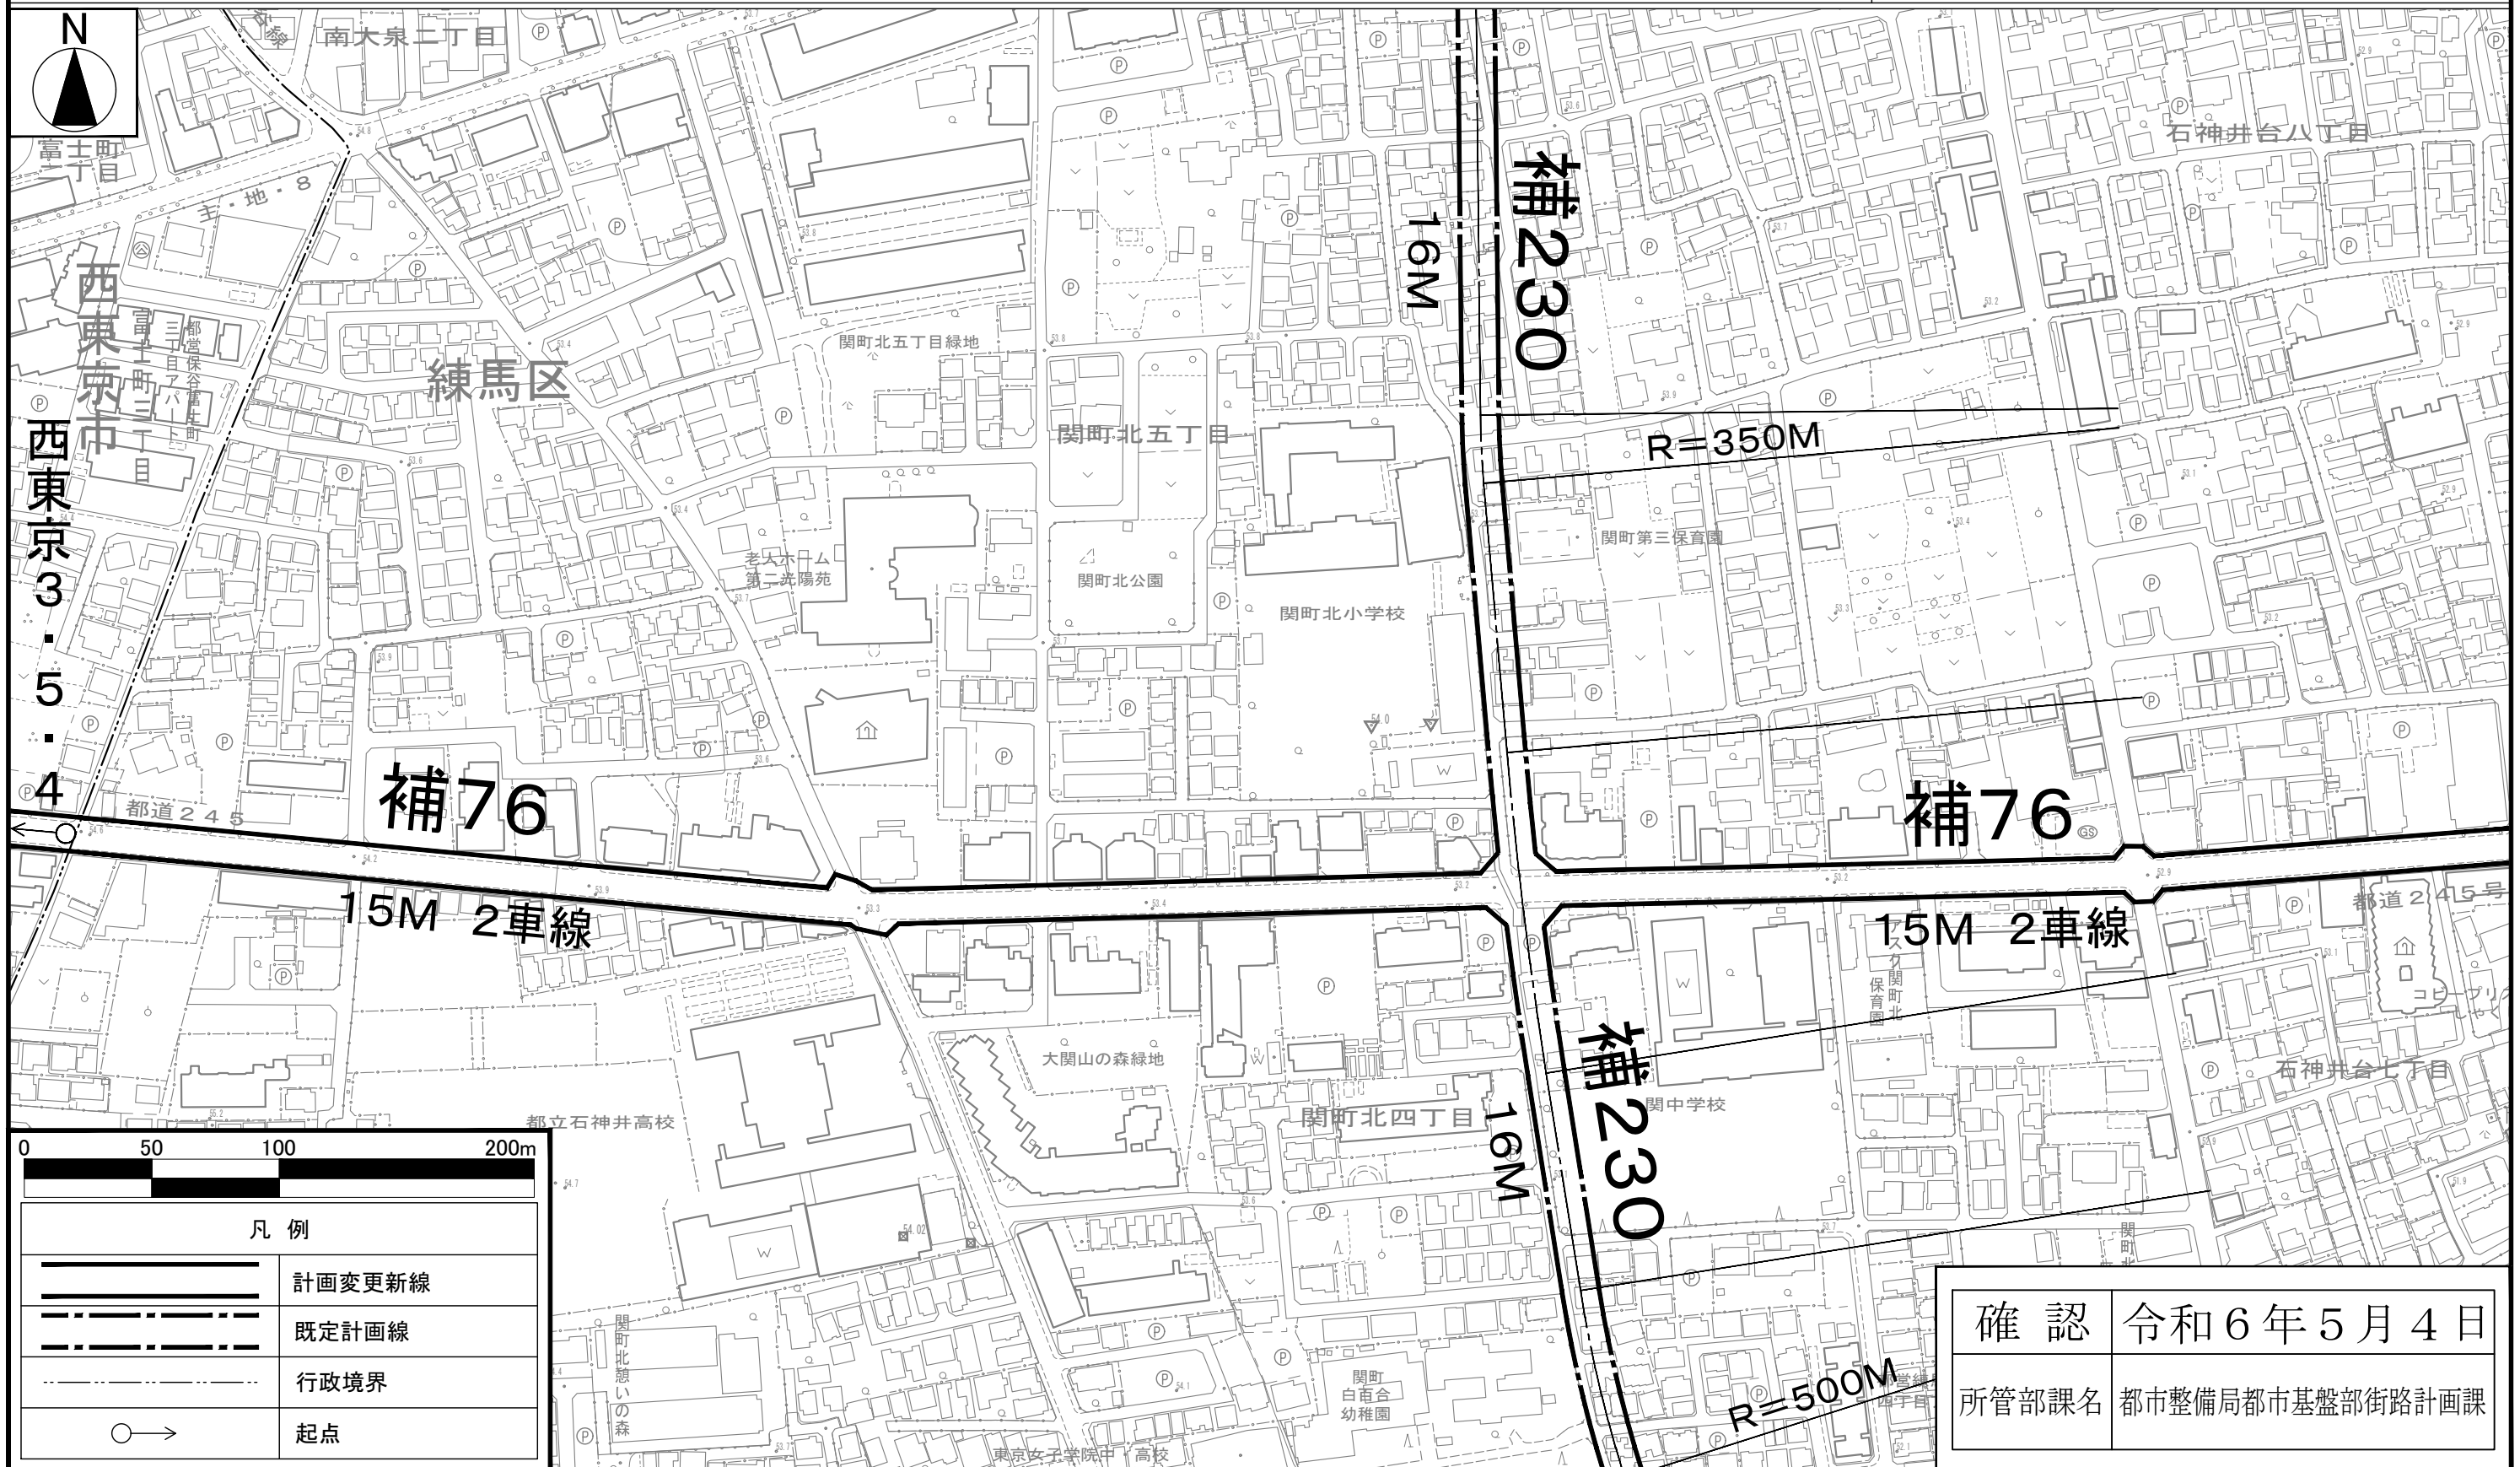 N
南大泉二丁目
富士町
二丁目
主・地・8
石神井台八丁目
補230
16M
西東京市
富士町三丁目
都営保谷富士町
三丁目アパート
練馬区
関町北五丁目緑地
関町北五丁目
R=350M
西東京3・5・4
老人ホーム
第二光陽苑
関町北公園
関町北小学校
関町第三保育園
補76
補76
都道245
15M 2車線
15M 2車線
都道245号
GS
アスク関町北
保育園
大関山の森緑地
補230
16M
関町北四丁目
関中学校
石神井台七丁目
都立石神井高校
0 50 100 200m
凡例
計画変更新線
既定計画線
行政境界
起点
関町北憩いの森
関町
白百合
幼稚園
東京女子学院中・高校
R=500M
確認 令和6年5月4日
所管部課名 都市整備局都市基盤部街路計画課